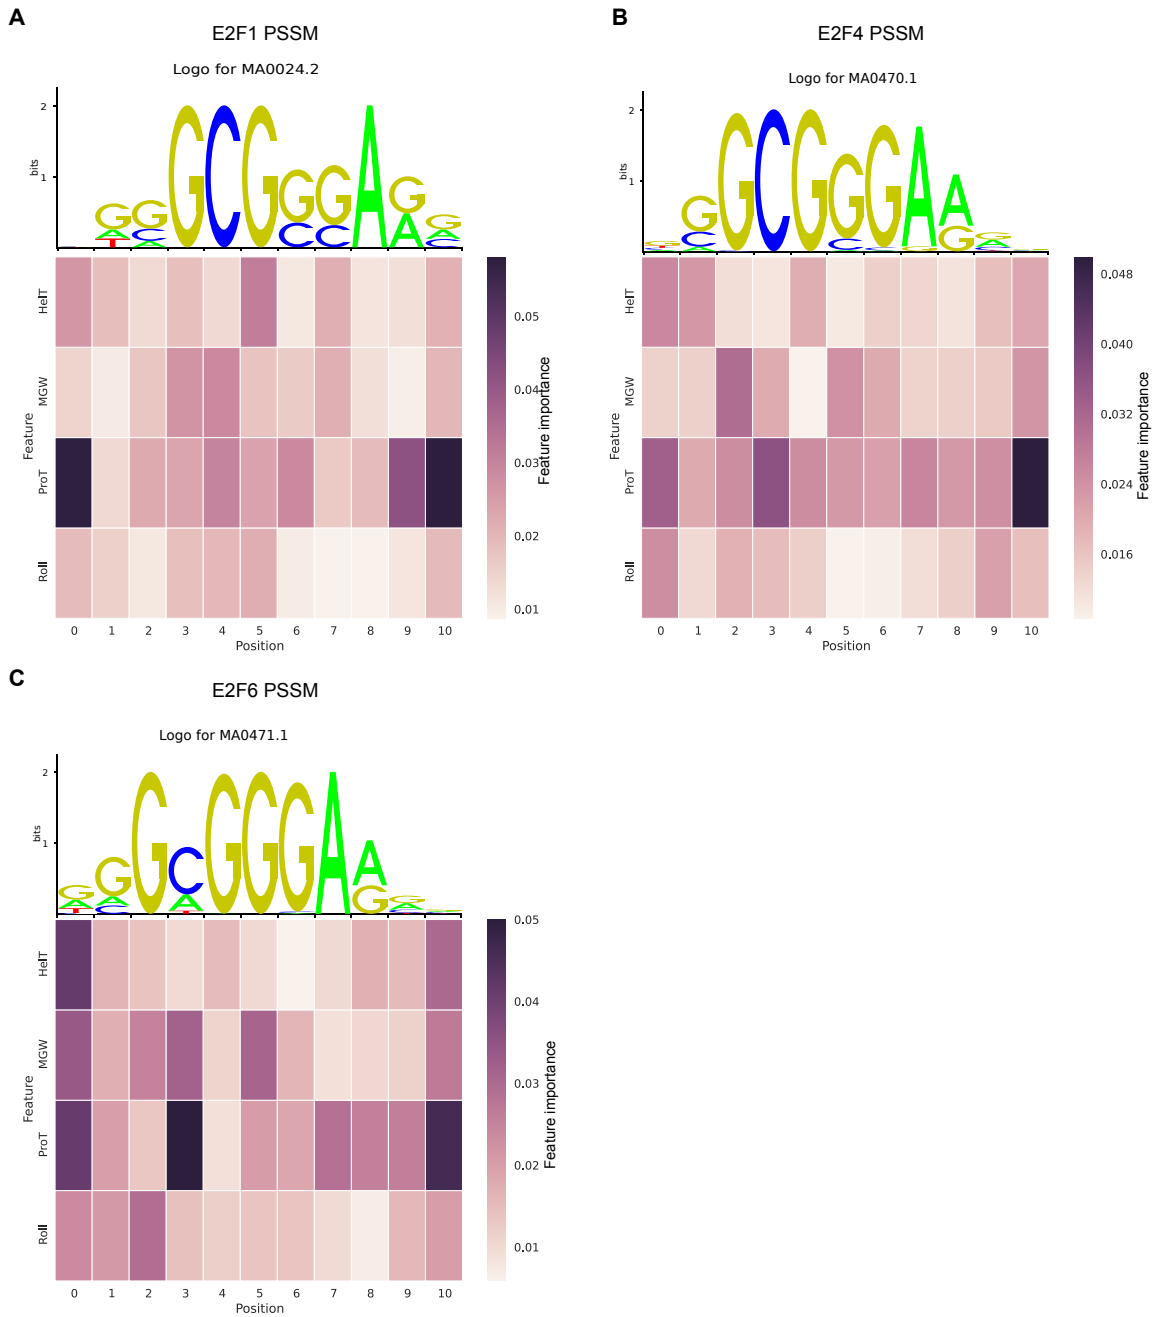 A
E2F1 PSSM
Logo for MA0024.2
bits
2
1
HelT
MGW
ProT
Roll
Feature
0 1 2 3 4 5 6 7 8 9 10
Position
0.05
0.04
0.03
0.02
0.01
Feature importance
B
E2F4 PSSM
Logo for MA0470.1
bits
2
1
HelT
MGW
ProT
Roll
Feature
0 1 2 3 4 5 6 7 8 9 10
Position
0.048
0.040
0.032
0.024
0.016
Feature importance
C
E2F6 PSSM
Logo for MA0471.1
bits
2
1
HelT
MGW
ProT
Roll
Feature
0 1 2 3 4 5 6 7 8 9 10
Position
0.05
0.04
0.03
0.02
0.01
Feature importance